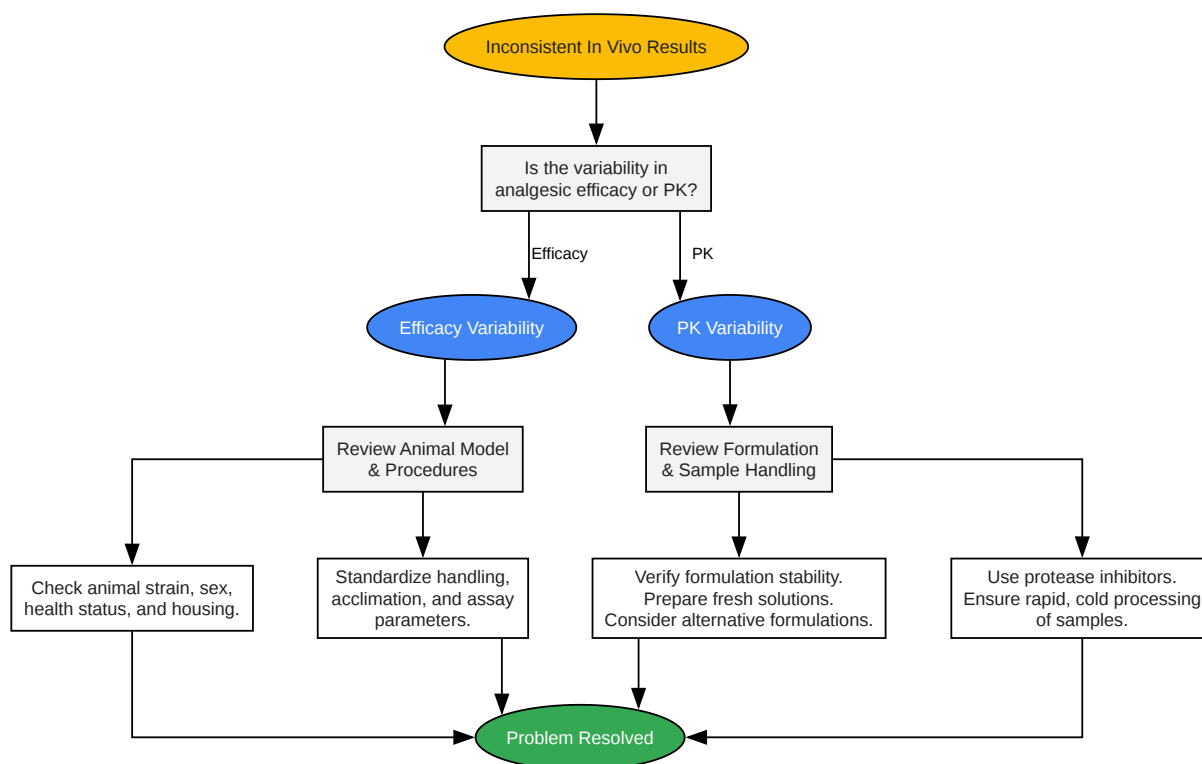 Inconsistent In Vivo Results
Is the variability in
analgesic efficacy or PK?
Efficacy
PK
Efficacy Variability
PK Variability
Review Animal Model
& Procedures
Review Formulation
& Sample Handling
Check animal strain, sex,
health status, and housing.
Standardize handling,
acclimation, and assay
parameters.
Verify formulation stability.
Prepare fresh solutions.
Consider alternative formulations.
Use protease inhibitors.
Ensure rapid, cold processing
of samples.
Problem Resolved